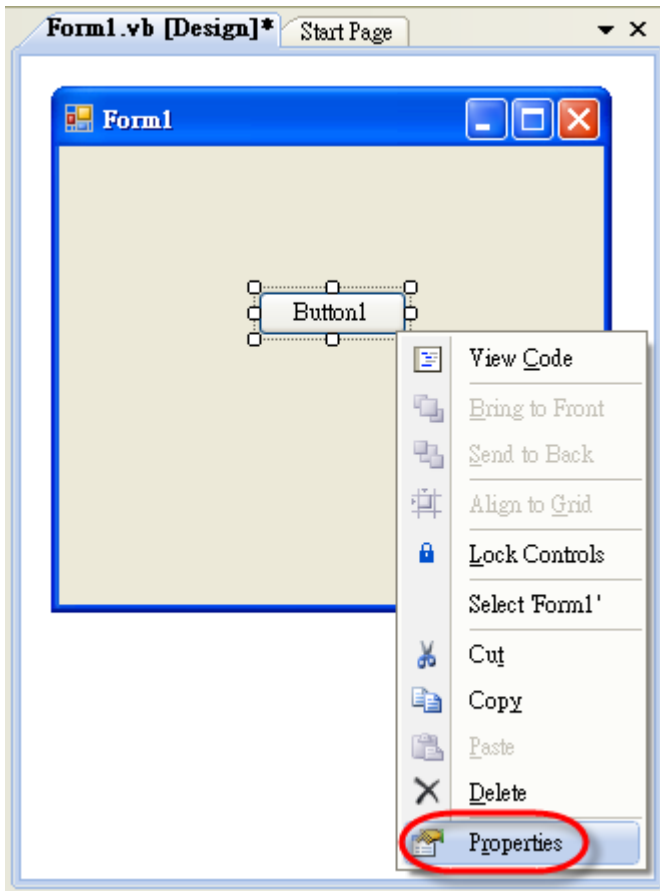 Form1.vb [Design]* Start Page
Form1
Button1
View Code
Bring to Front
Send to Back
Align to Grid
Lock Controls
Select 'Form1'
Cut
Copy
Paste
Delete
Properties